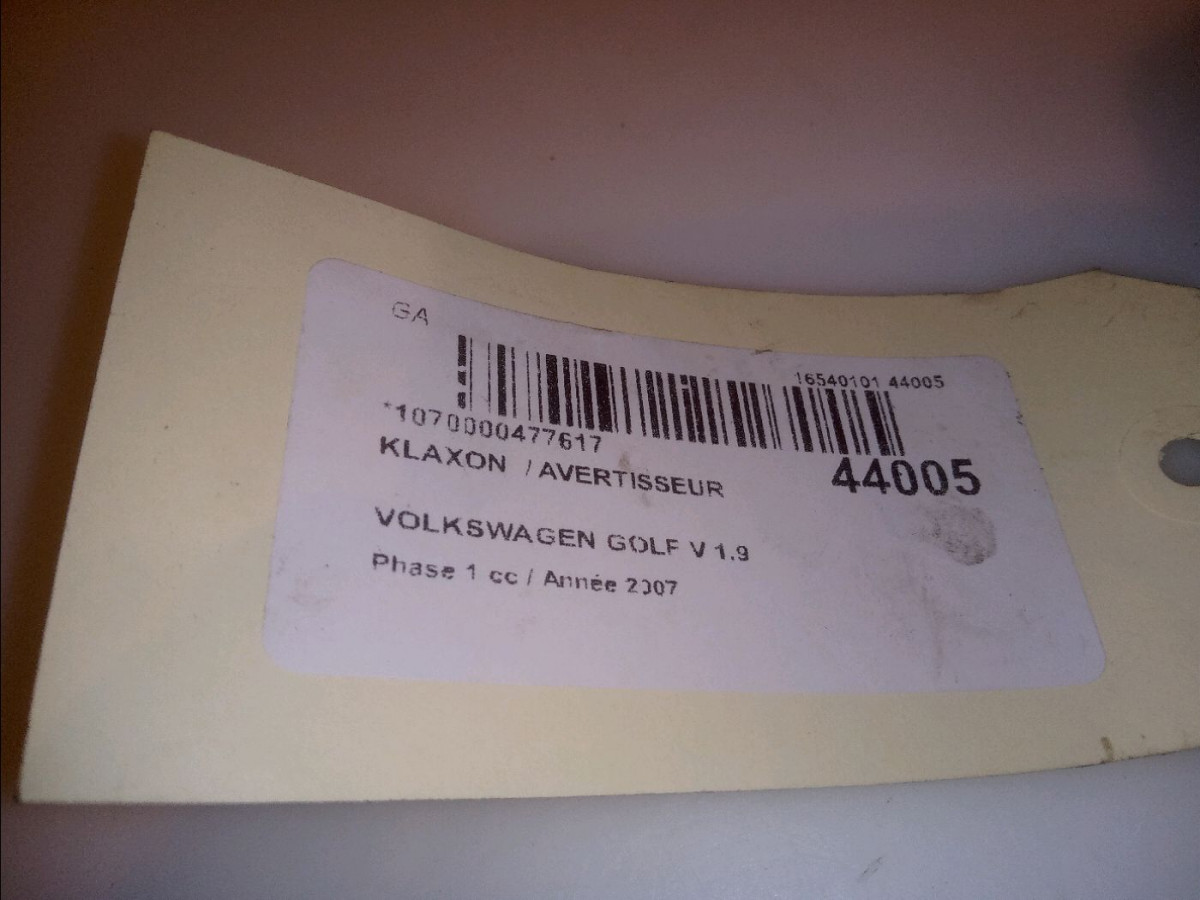 GA
16540101 44005
*1070000477617
KLAXON / AVERTISSEUR
44005
VOLKSWAGEN GOLF V 1.9
Phase 1 cc / Année 2007